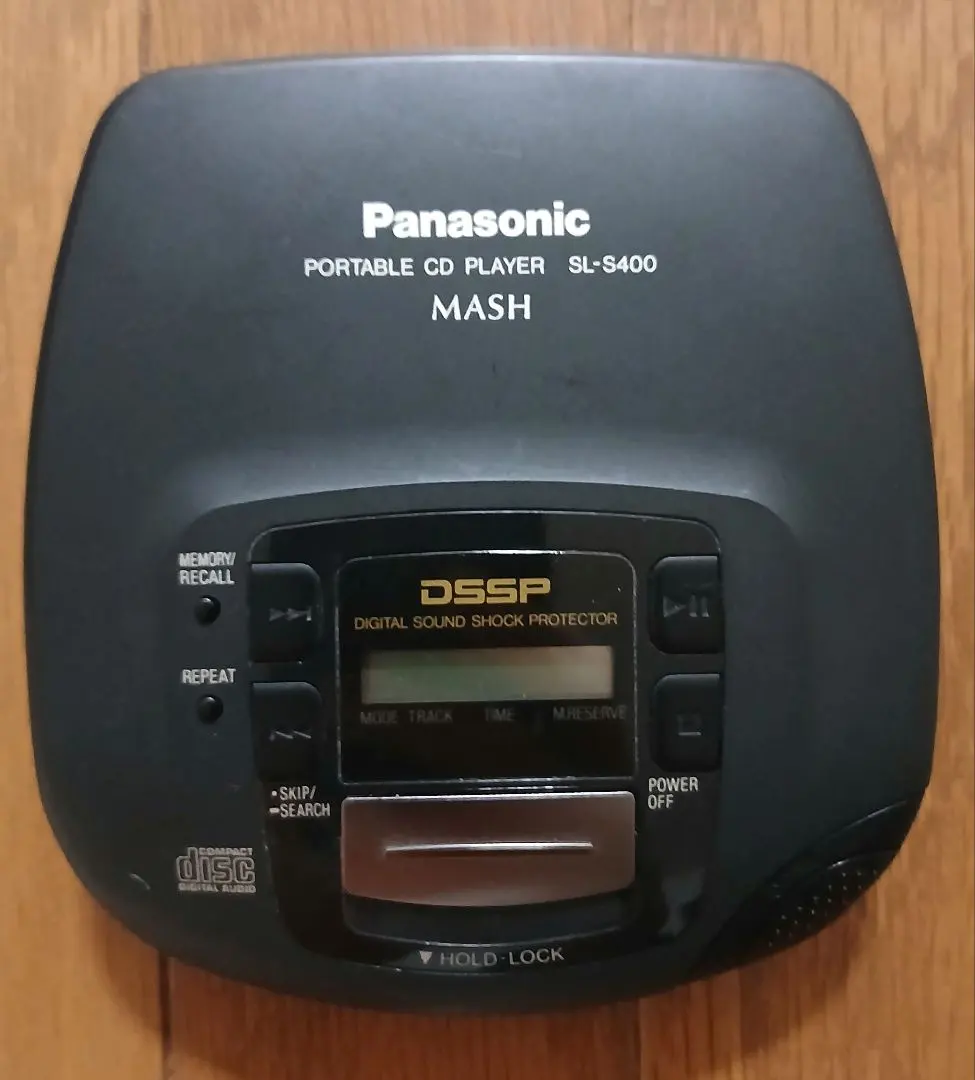 Panasonic
PORTABLE CD PLAYER SL-S400
MASH
MEMORY/
RECALL
DSSP
DIGITAL SOUND SHOCK PROTECTOR
REPEAT
MODE TRACK TIME M.RESERVE
•SKIP/
━SEARCH
POWER
OFF
COMPACT
disc
DIGITAL AUDIO
▼ HOLD-LOCK